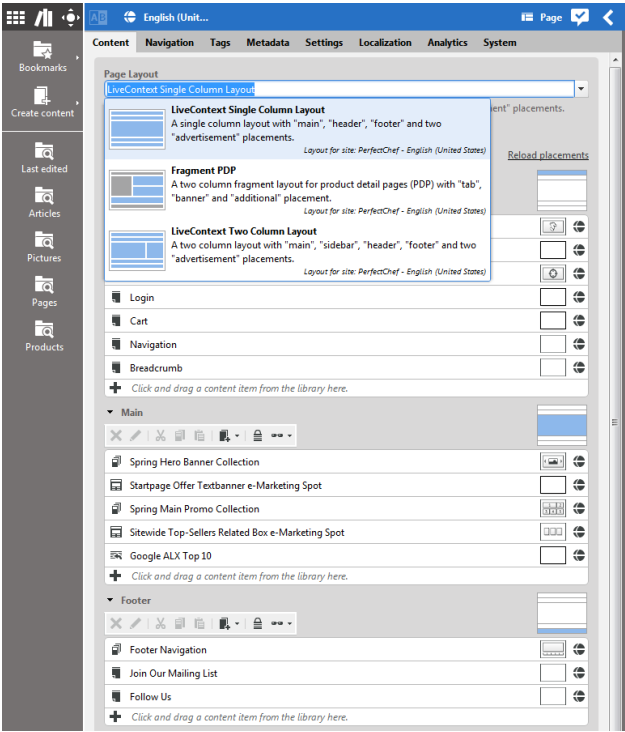 AB English (Unit... Page
Content Navigation Tags Metadata Settings Localization Analytics System
Bookmarks
Create content
Last edited
Articles
Pictures
Pages
Products
Page Layout
LiveContext Single Column Layout
LiveContext Single Column Layout
A single column layout with "main", "header", "footer" and two
"advertisement" placements.
Layout for site: PerfectChef - English (United States)
Fragment PDP
A two column fragment layout for product detail pages (PDP) with "tab",
"banner" and "additional" placement.
Layout for site: PerfectChef - English (United States)
LiveContext Two Column Layout
A two column layout with "main", "sidebar", "header", "footer" and two
"advertisement" placements.
Layout for site: PerfectChef - English (United States)
placements.
Reload placements
Login
Cart
Navigation
Breadcrumb
Click and drag a content item from the library here.
Main
Spring Hero Banner Collection
Startpage Offer Textbanner e-Marketing Spot
Spring Main Promo Collection
Sitewide Top-Sellers Related Box e-Marketing Spot
Google ALX Top 10
Click and drag a content item from the library here.
Footer
Footer Navigation
Join Our Mailing List
Follow Us
Click and drag a content item from the library here.